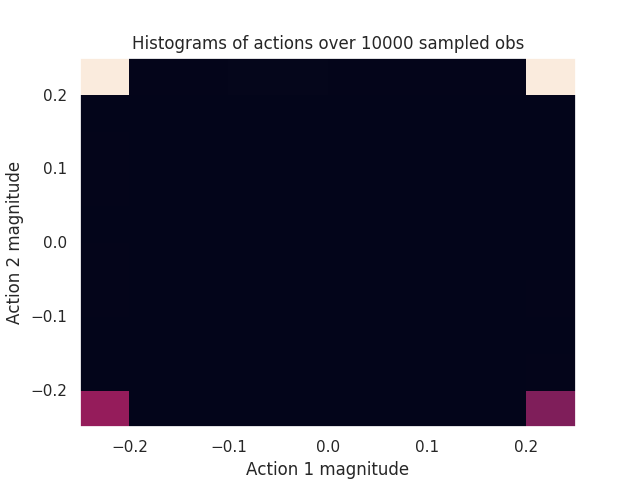 Histograms of actions over 10000 sampled obs
0.2
0.1
0.0
−0.1
−0.2
Action 2 magnitude
−0.2 −0.1 0.0 0.1 0.2
Action 1 magnitude